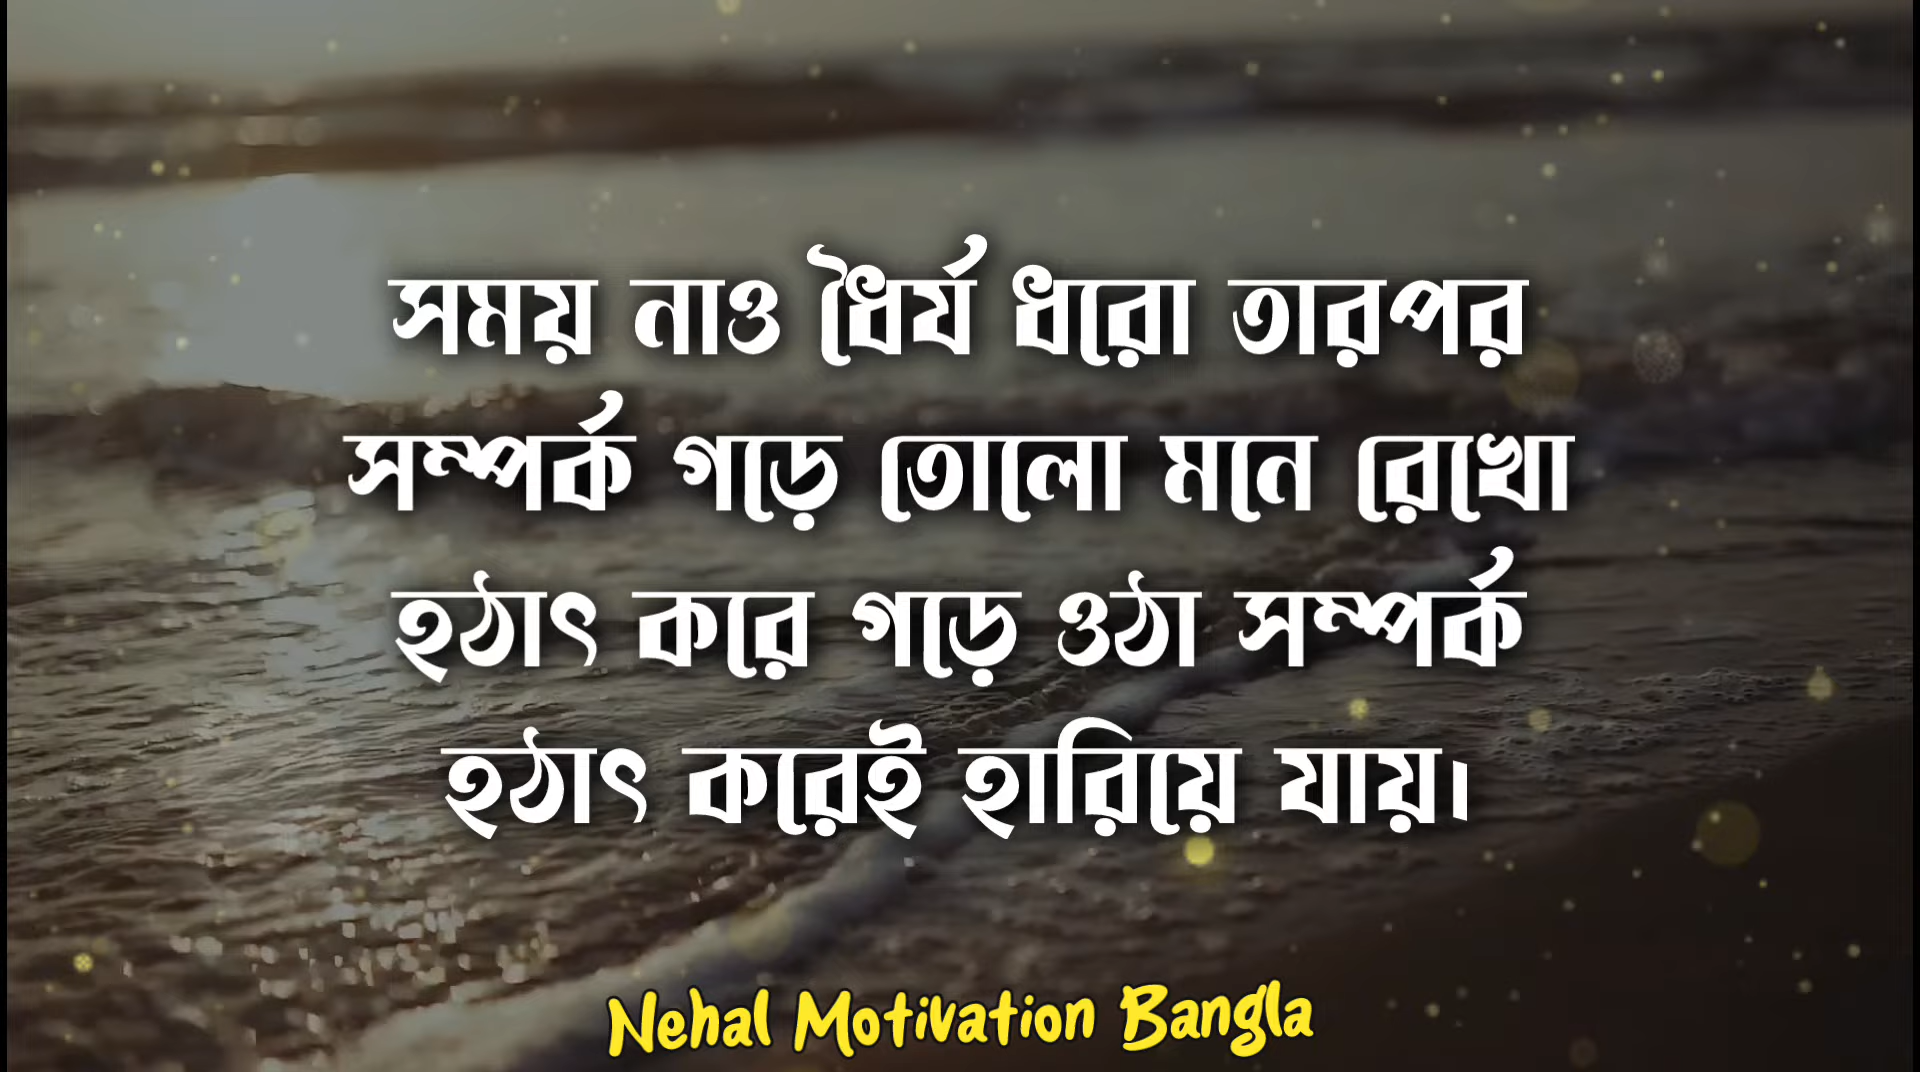 সময় নাও ধৈর্য ধরো তারপর
সম্পর্ক গড়ে তোলো মনে রেখো
হঠাৎ করে গড়ে ওঠা সম্পর্ক
হঠাৎ করেই হারিয়ে যায়।
Nehal Motivation Bangla